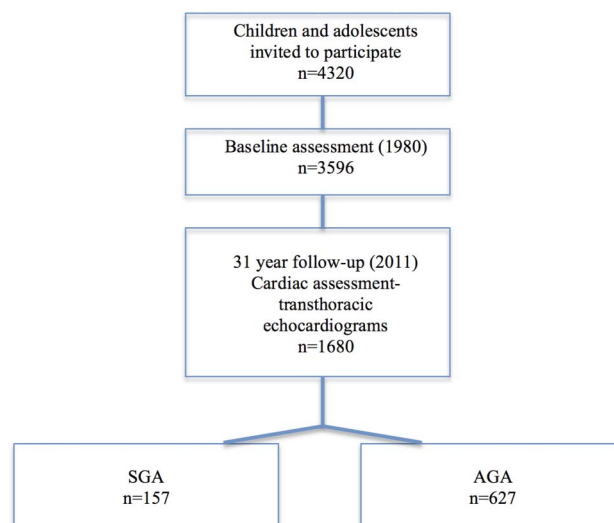 Children and adolescents
invited to participate
n=4320
Baseline assessment (1980)
n=3596
31 year follow-up (2011)
Cardiac assessment-
transthoracic
echocardiograms
n=1680
SGA
n=157
AGA
n=627